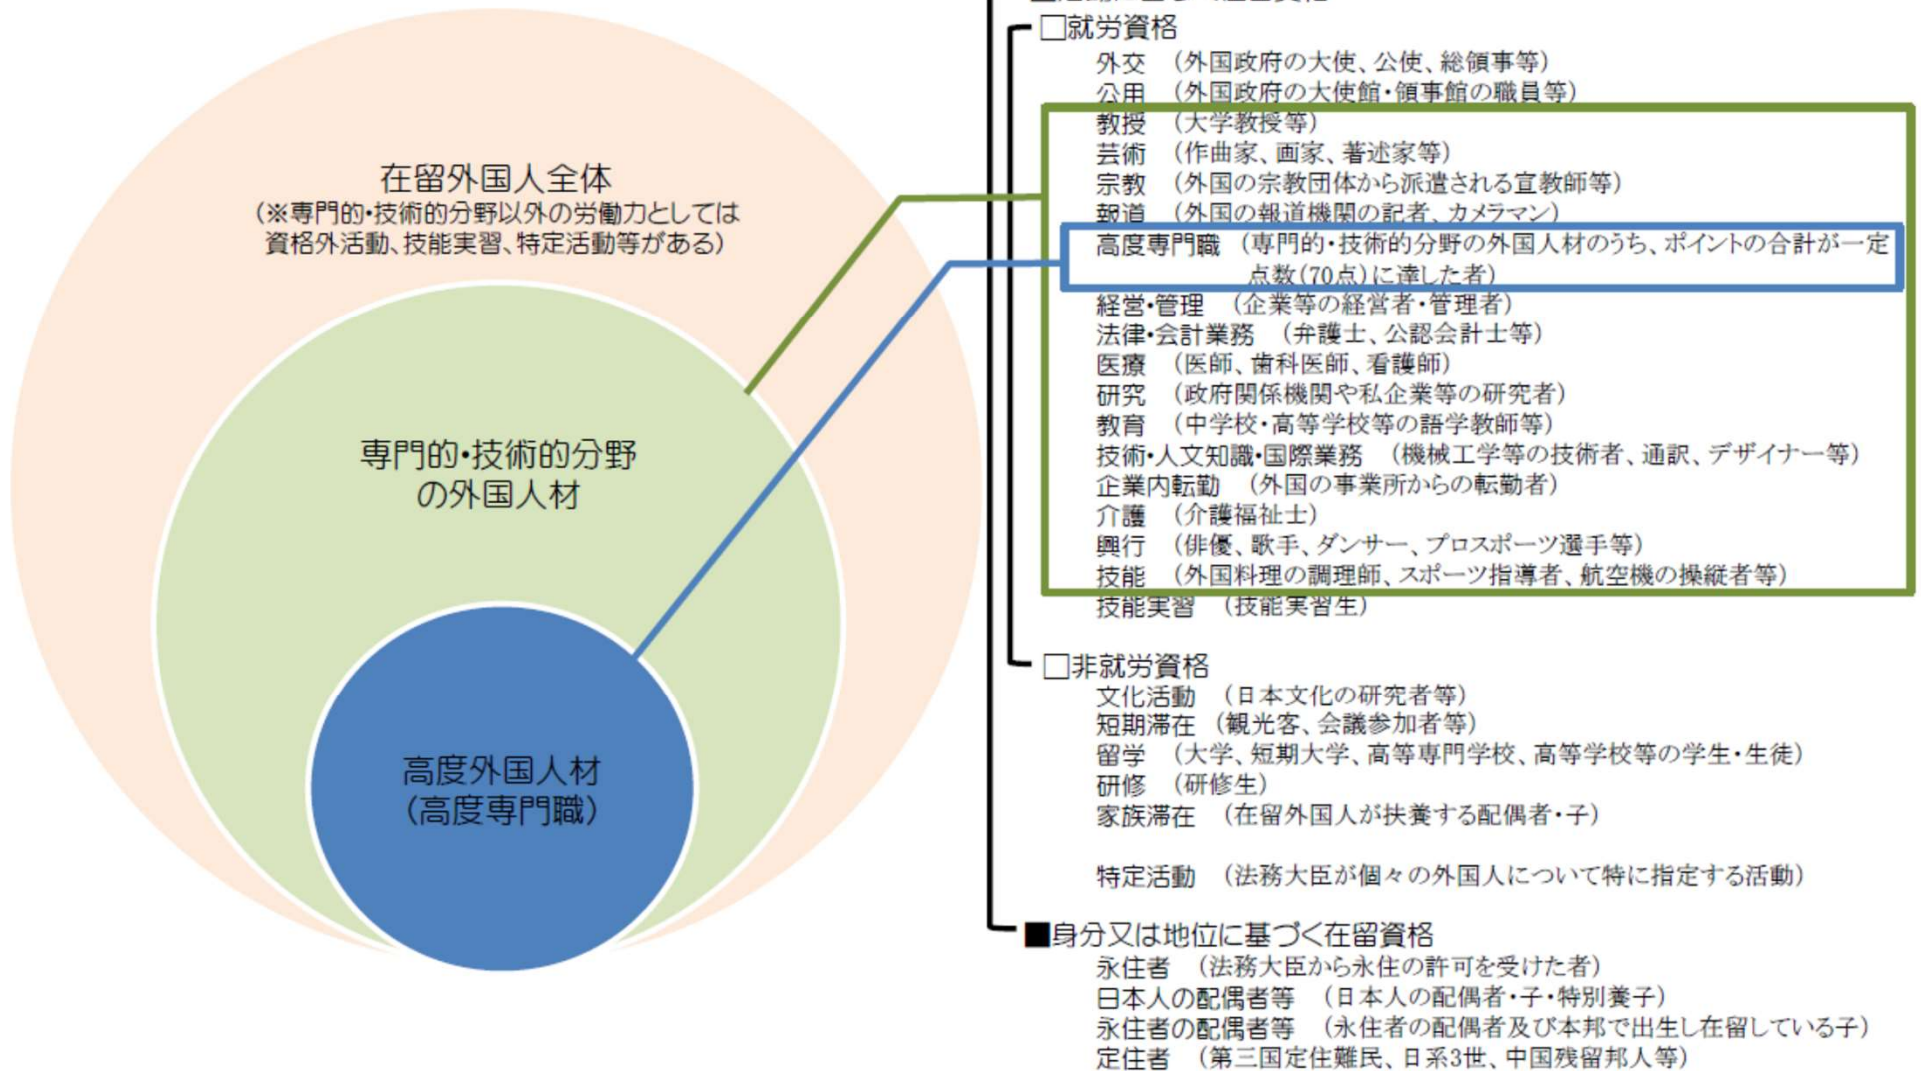 在留外国人全体
(※専門的・技術的分野以外の労働力としては
資格外活動、技能実習、特定活動等がある)
専門的・技術的分野
の外国人材
高度外国人材
(高度専門職)
□就労資格
外交 (外国政府の大使、公使、総領事等)
公用 (外国政府の大使館・領事館の職員等)
教授 (大学教授等)
芸術 (作曲家、画家、著述家等)
宗教 (外国の宗教団体から派遣される宣教師等)
報道 (外国の報道機関の記者、カメラマン)
高度専門職 (専門的・技術的分野の外国人材のうち、ポイントの合計が一定
点数(70点)に達した者)
経営・管理 (企業等の経営者・管理者)
法律・会計業務 (弁護士、公認会計士等)
医療 (医師、歯科医師、看護師)
研究 (政府関係機関や私企業等の研究者)
教育 (中学校・高等学校等の語学教師等)
技術・人文知識・国際業務 (機械工学等の技術者、通訳、デザイナー等)
企業内転勤 (外国の事業所からの転勤者)
介護 (介護福祉士)
興行 (俳優、歌手、ダンサー、プロスポーツ選手等)
技能 (外国料理の調理師、スポーツ指導者、航空機の操縦者等)
技能実習 (技能実習生)
□非就労資格
文化活動 (日本文化の研究者等)
短期滞在 (観光客、会議参加者等)
留学 (大学、短期大学、高等専門学校、高等学校等の学生・生徒)
研修 (研修生)
家族滞在 (在留外国人が扶養する配偶者・子)
特定活動 (法務大臣が個々の外国人について特に指定する活動)
■身分又は地位に基づく在留資格
永住者 (法務大臣から永住の許可を受けた者)
日本人の配偶者等 (日本人の配偶者・子・特別養子)
永住者の配偶者等 (永住者の配偶者及び本邦で出生し在留している子)
定住者 (第三国定住難民、日系3世、中国残留邦人等)